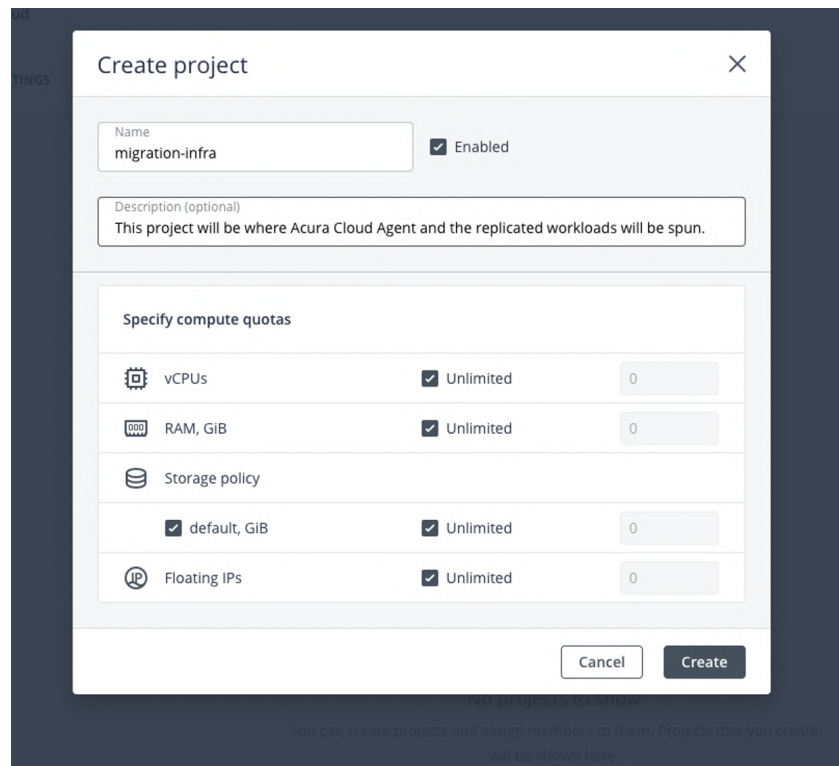 ud
TINGS
Create project
Name
migration-infra
Enabled
Description (optional)
This project will be where Acura Cloud Agent and the replicated workloads will be spun.
Specify compute quotas
vCPUs Unlimited 0
RAM, GiB Unlimited 0
Storage policy
default, GiB Unlimited 0
IP Floating IPs Unlimited 0
Cancel Create
No projects to show
You can create projects and assign members to them. Projects that you create
will be shown here.